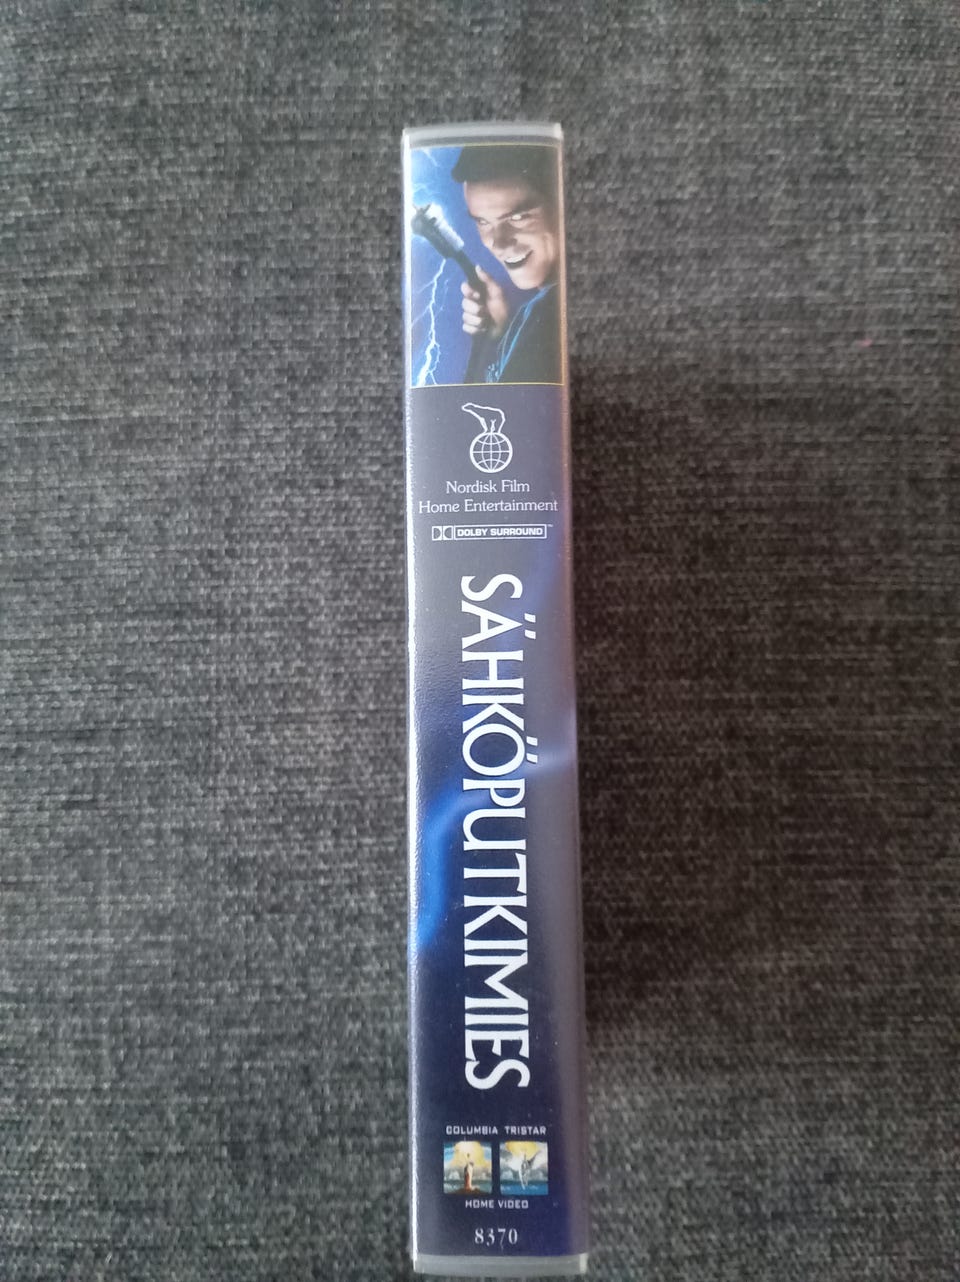 Nordisk Film
Home Entertainment
DOLBY SURROUND
SÄHKÖPUTKIMIES
COLUMBIA TRISTAR
HOME VIDEO
8370